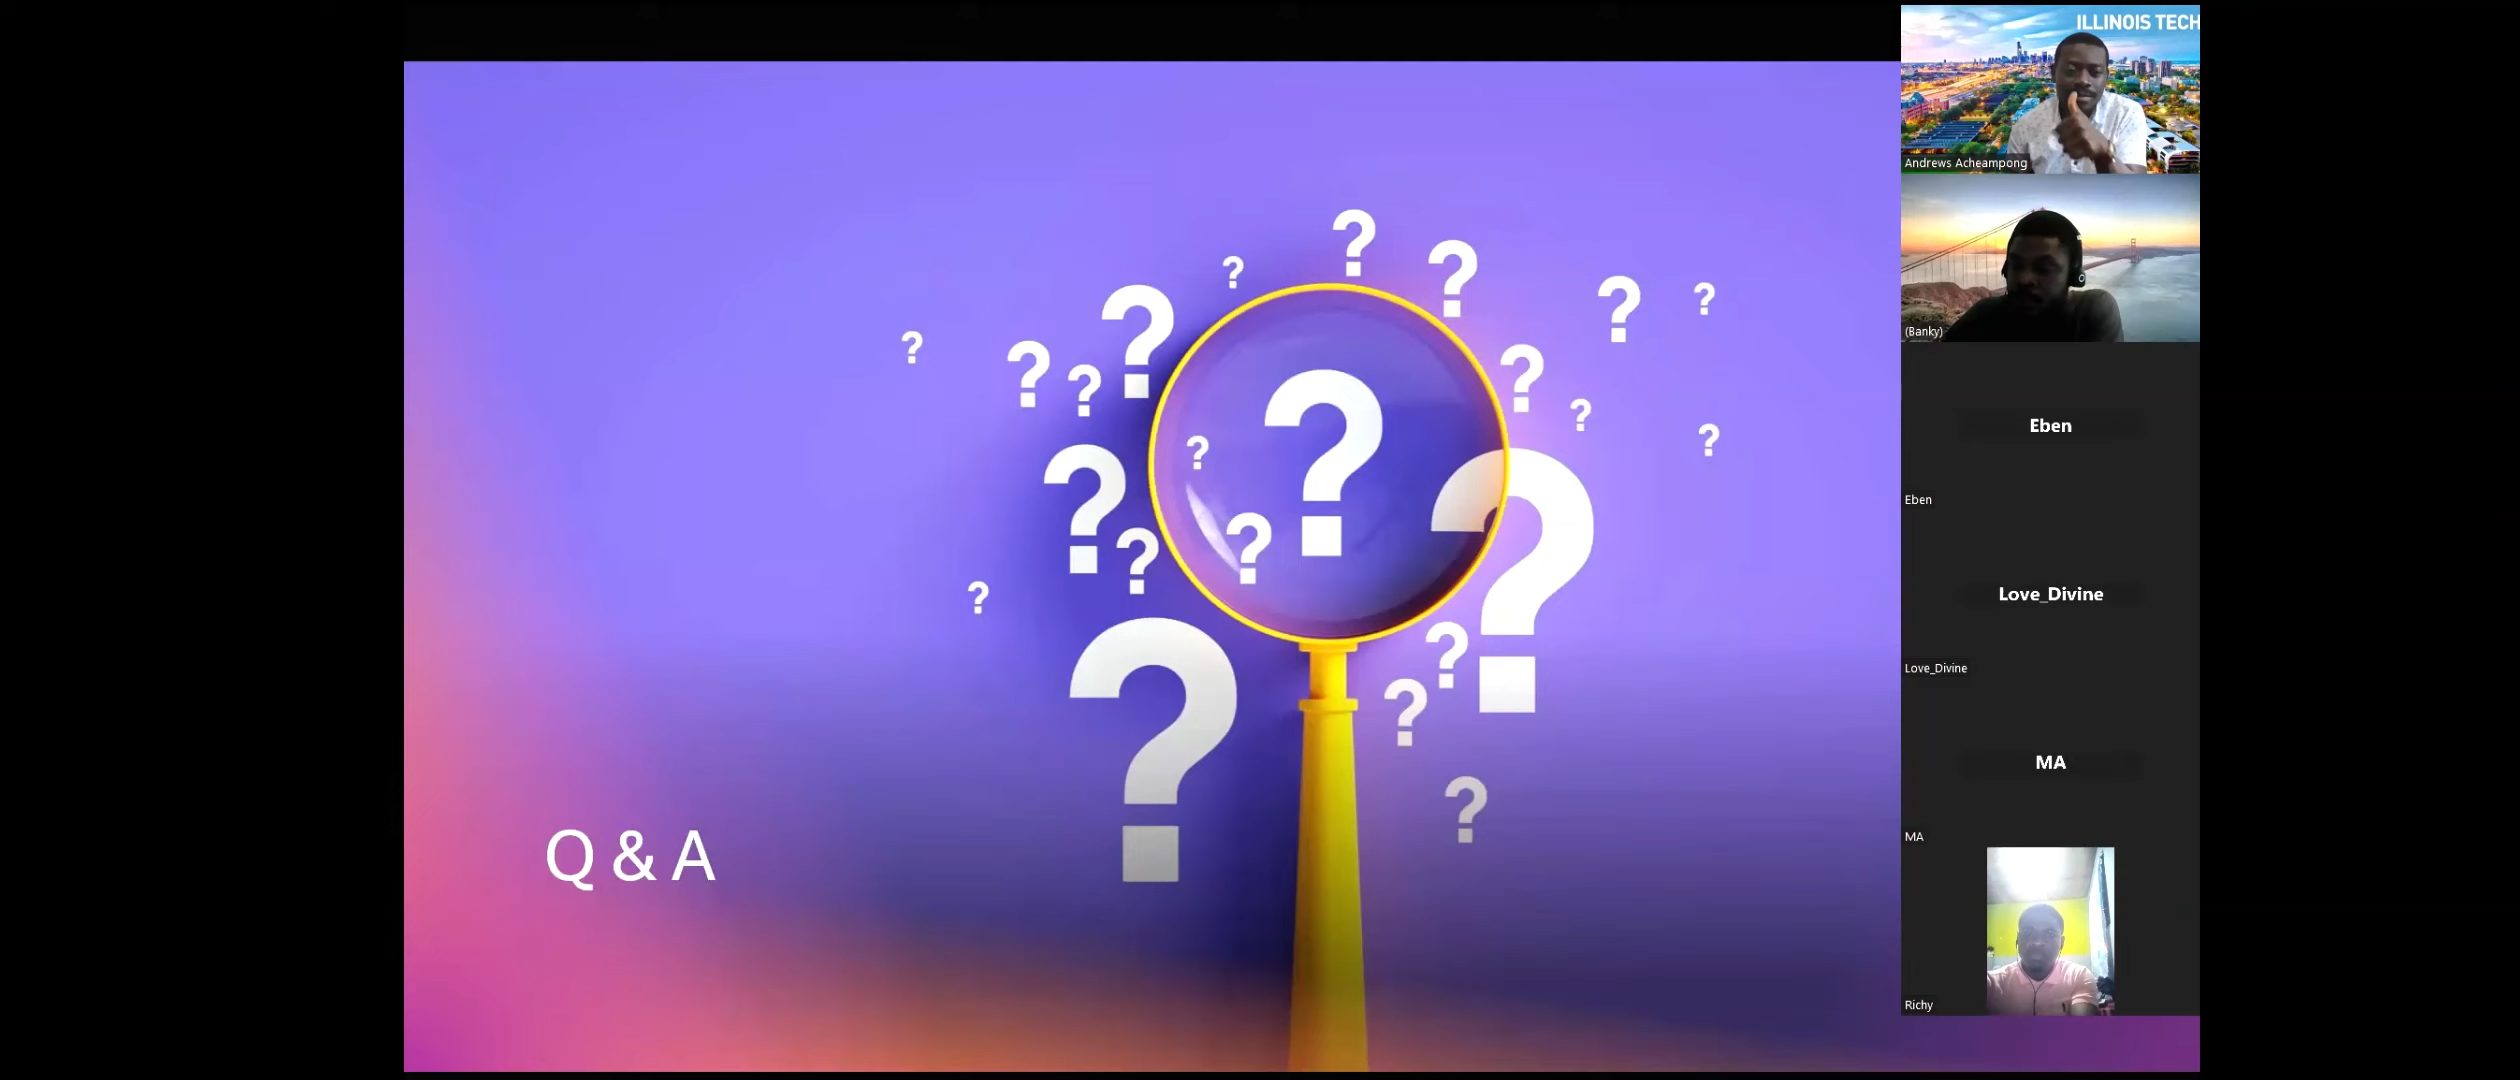 ILLINOIS TECH
Andrews Acheampong
(Banky)
Eben
Eben
Love_Divine
Love_Divine
MA
MA
Richy
Q & A